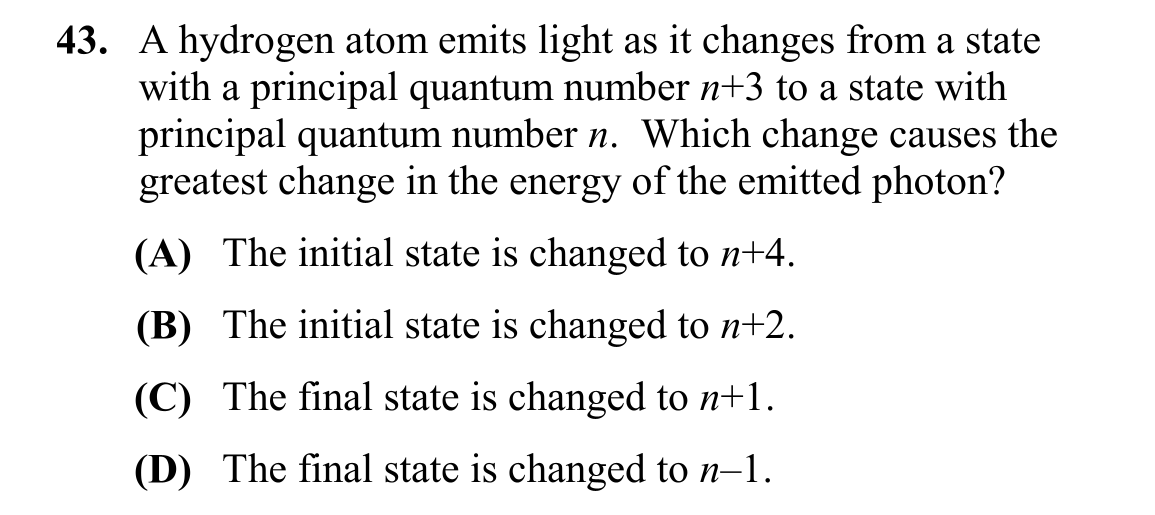 43. A hydrogen atom emits light as it changes from a state
with a principal quantum number n+3 to a state with
principal quantum number n. Which change causes the
greatest change in the energy of the emitted photon?
(A) The initial state is changed to n+4.
(B) The initial state is changed to n+2.
(C) The final state is changed to n+1.
(D) The final state is changed to n–1.